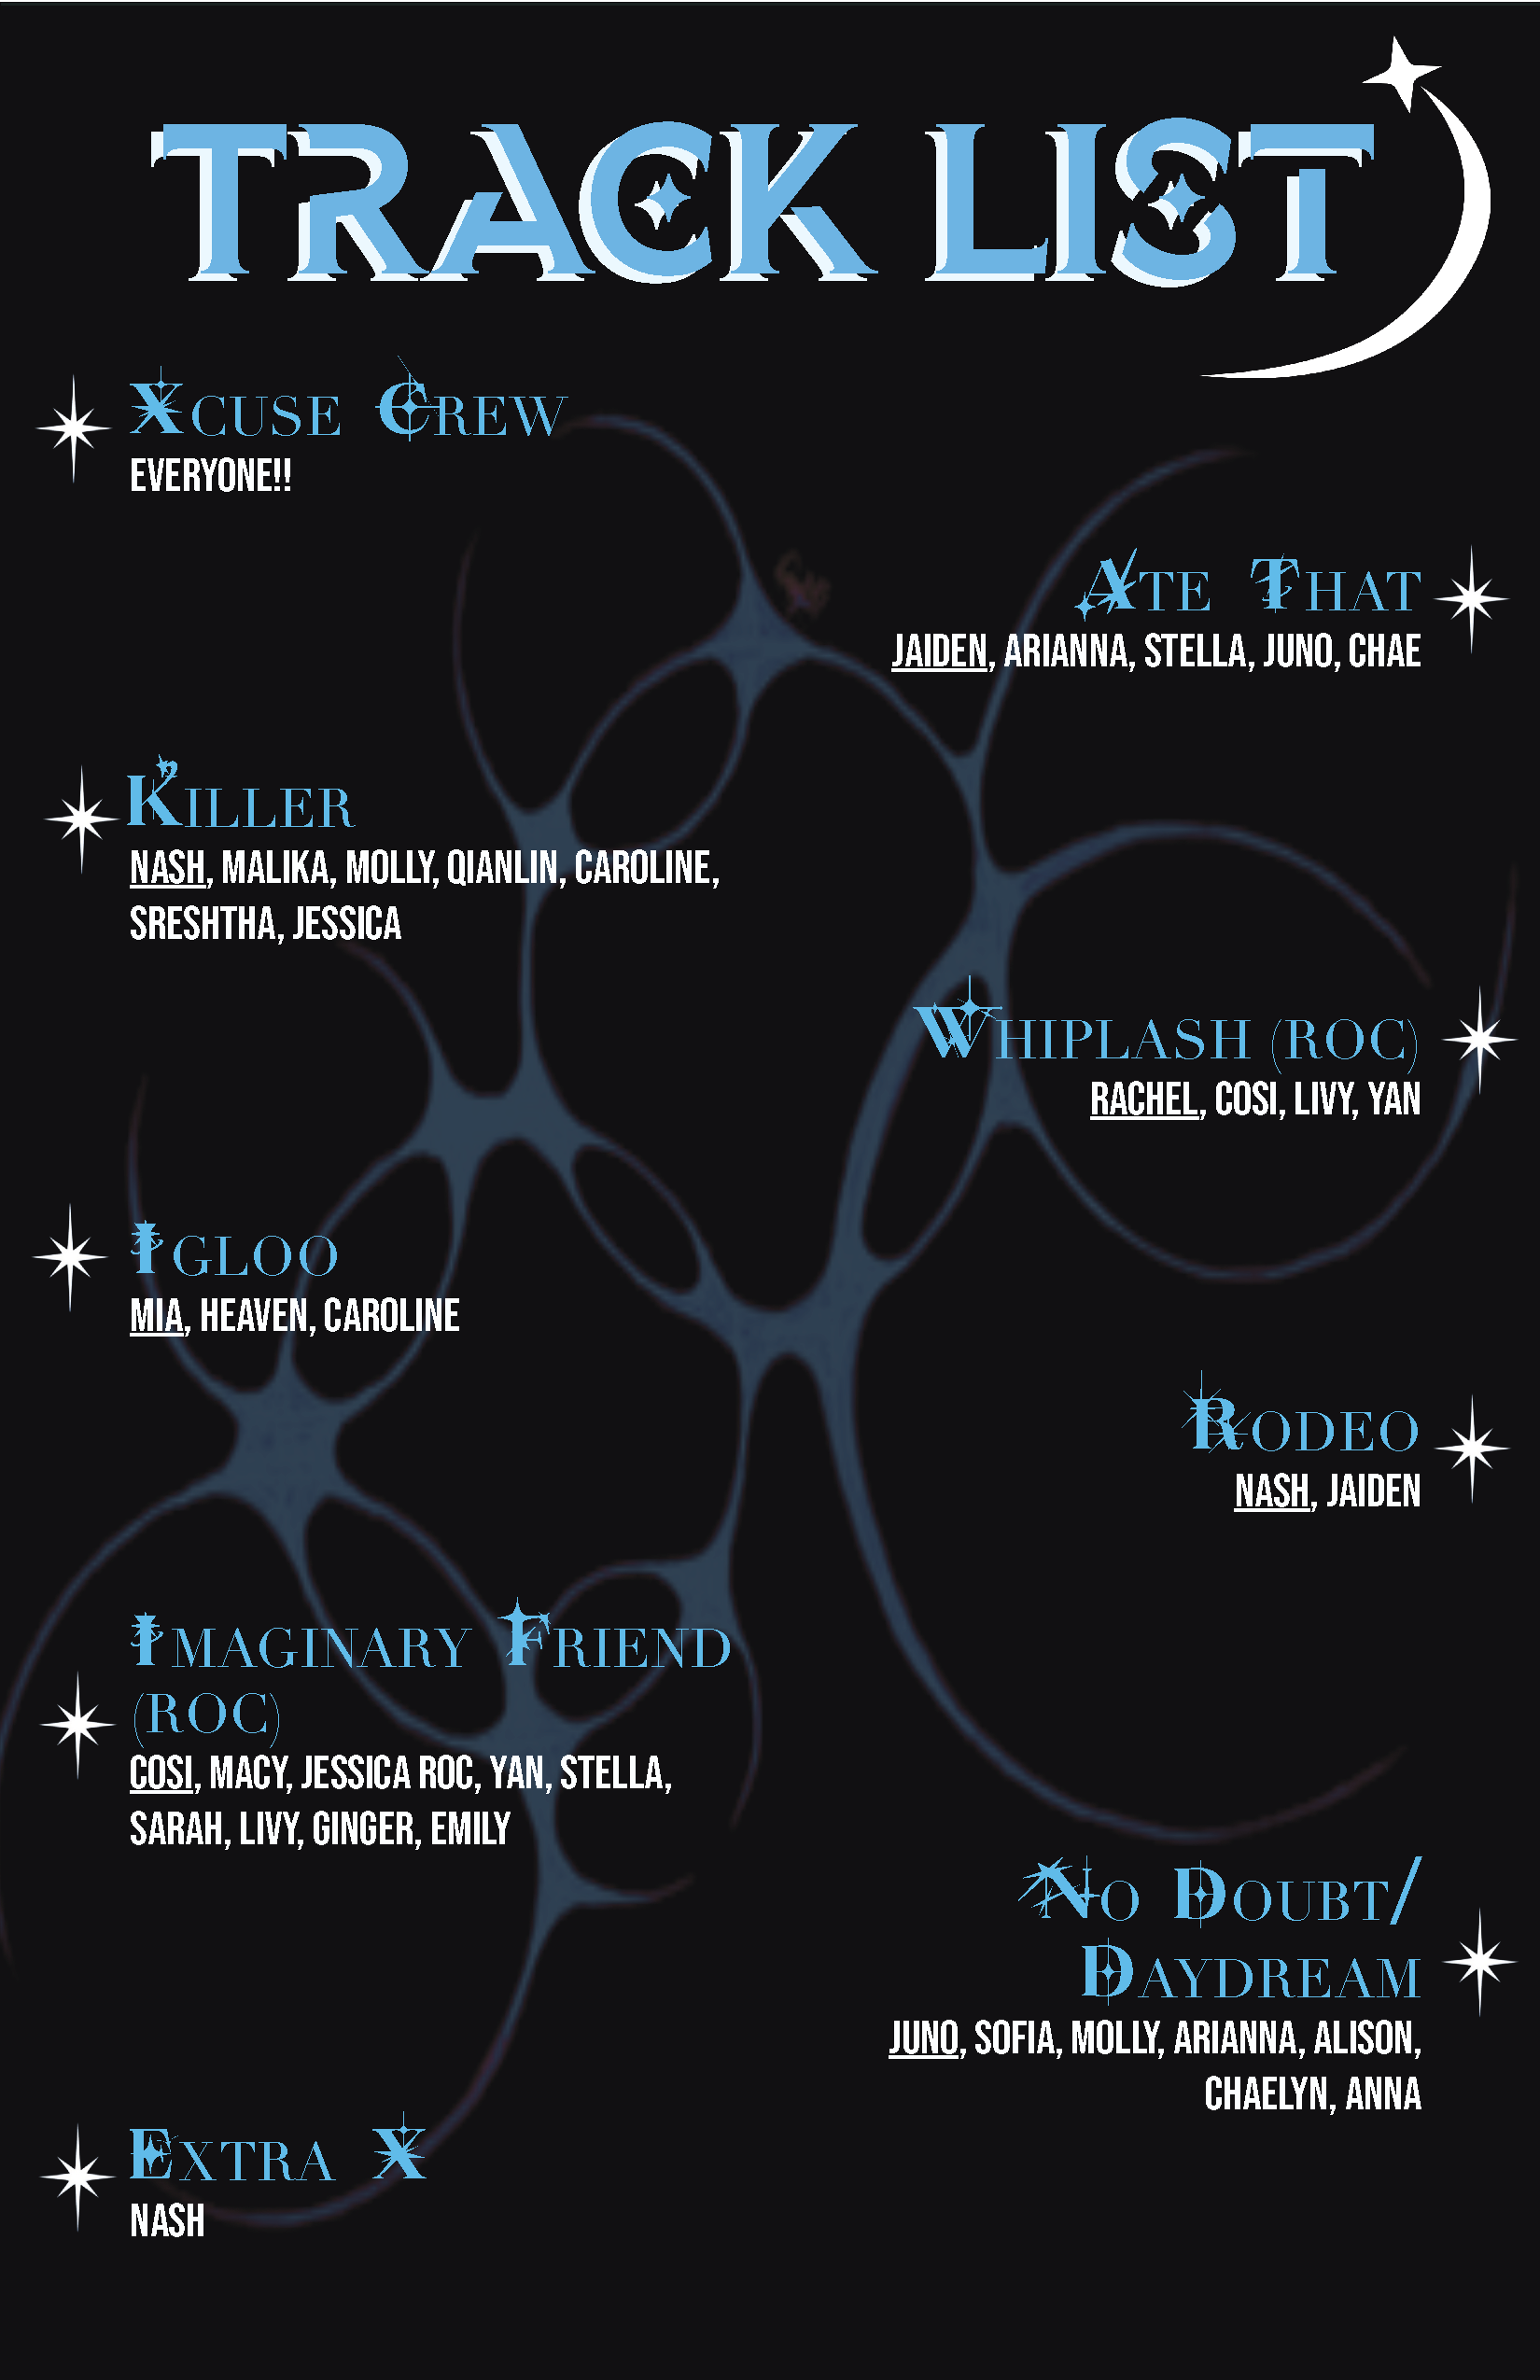 TRACK LIST
XCUSE CREW
EVERYONE!!
ATE THAT
JAIDEN, ARIANNA, STELLA, JUNO, CHAE
KILLER
NASH, MALIKA, MOLLY, QIANLIN, CAROLINE,
SRESHTHA, JESSICA
WHIPLASH (ROC)
RACHEL, COSI, LIVY, YAN
IGLOO
MIA, HEAVEN, CAROLINE
RODEO
NASH, JAIDEN
IMAGINARY FRIEND
(ROC)
COSI, MACY, JESSICA ROC, YAN, STELLA,
SARAH, LIVY, GINGER, EMILY
NO DOUBT/
DAYDREAM
JUNO, SOFIA, MOLLY, ARIANNA, ALISON,
CHAELYN, ANNA
EXTRA X
NASH